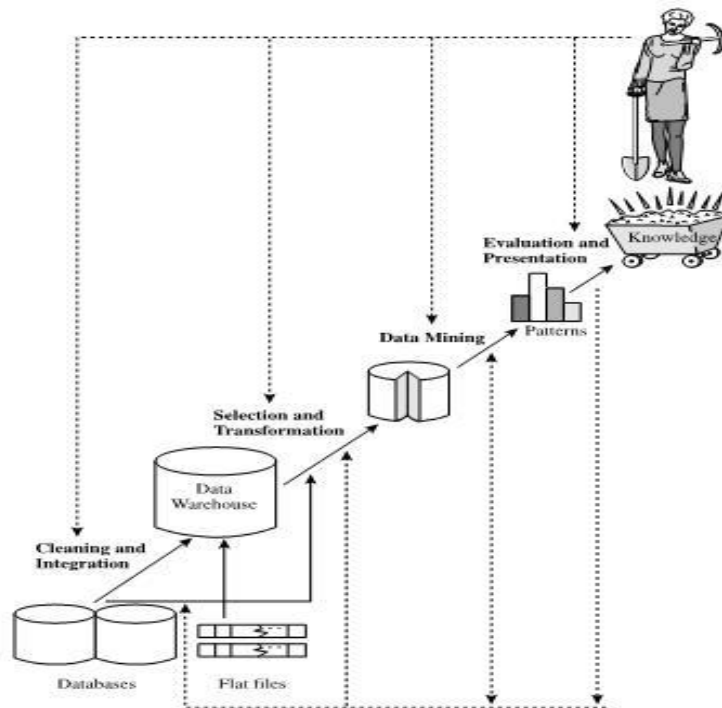 Knowledge
Evaluation and
Presentation
Patterns
Data Mining
Selection and
Transformation
Data
Warehouse
Cleaning and
Integration
Databases
Flat files